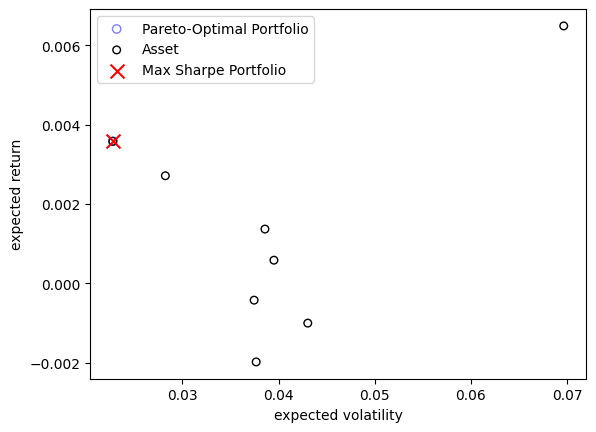 Pareto-Optimal Portfolio
Asset
Max Sharpe Portfolio
0.006
0.004
0.002
0.000
−0.002
expected return
0.03
0.04
0.05
0.06
0.07
expected volatility